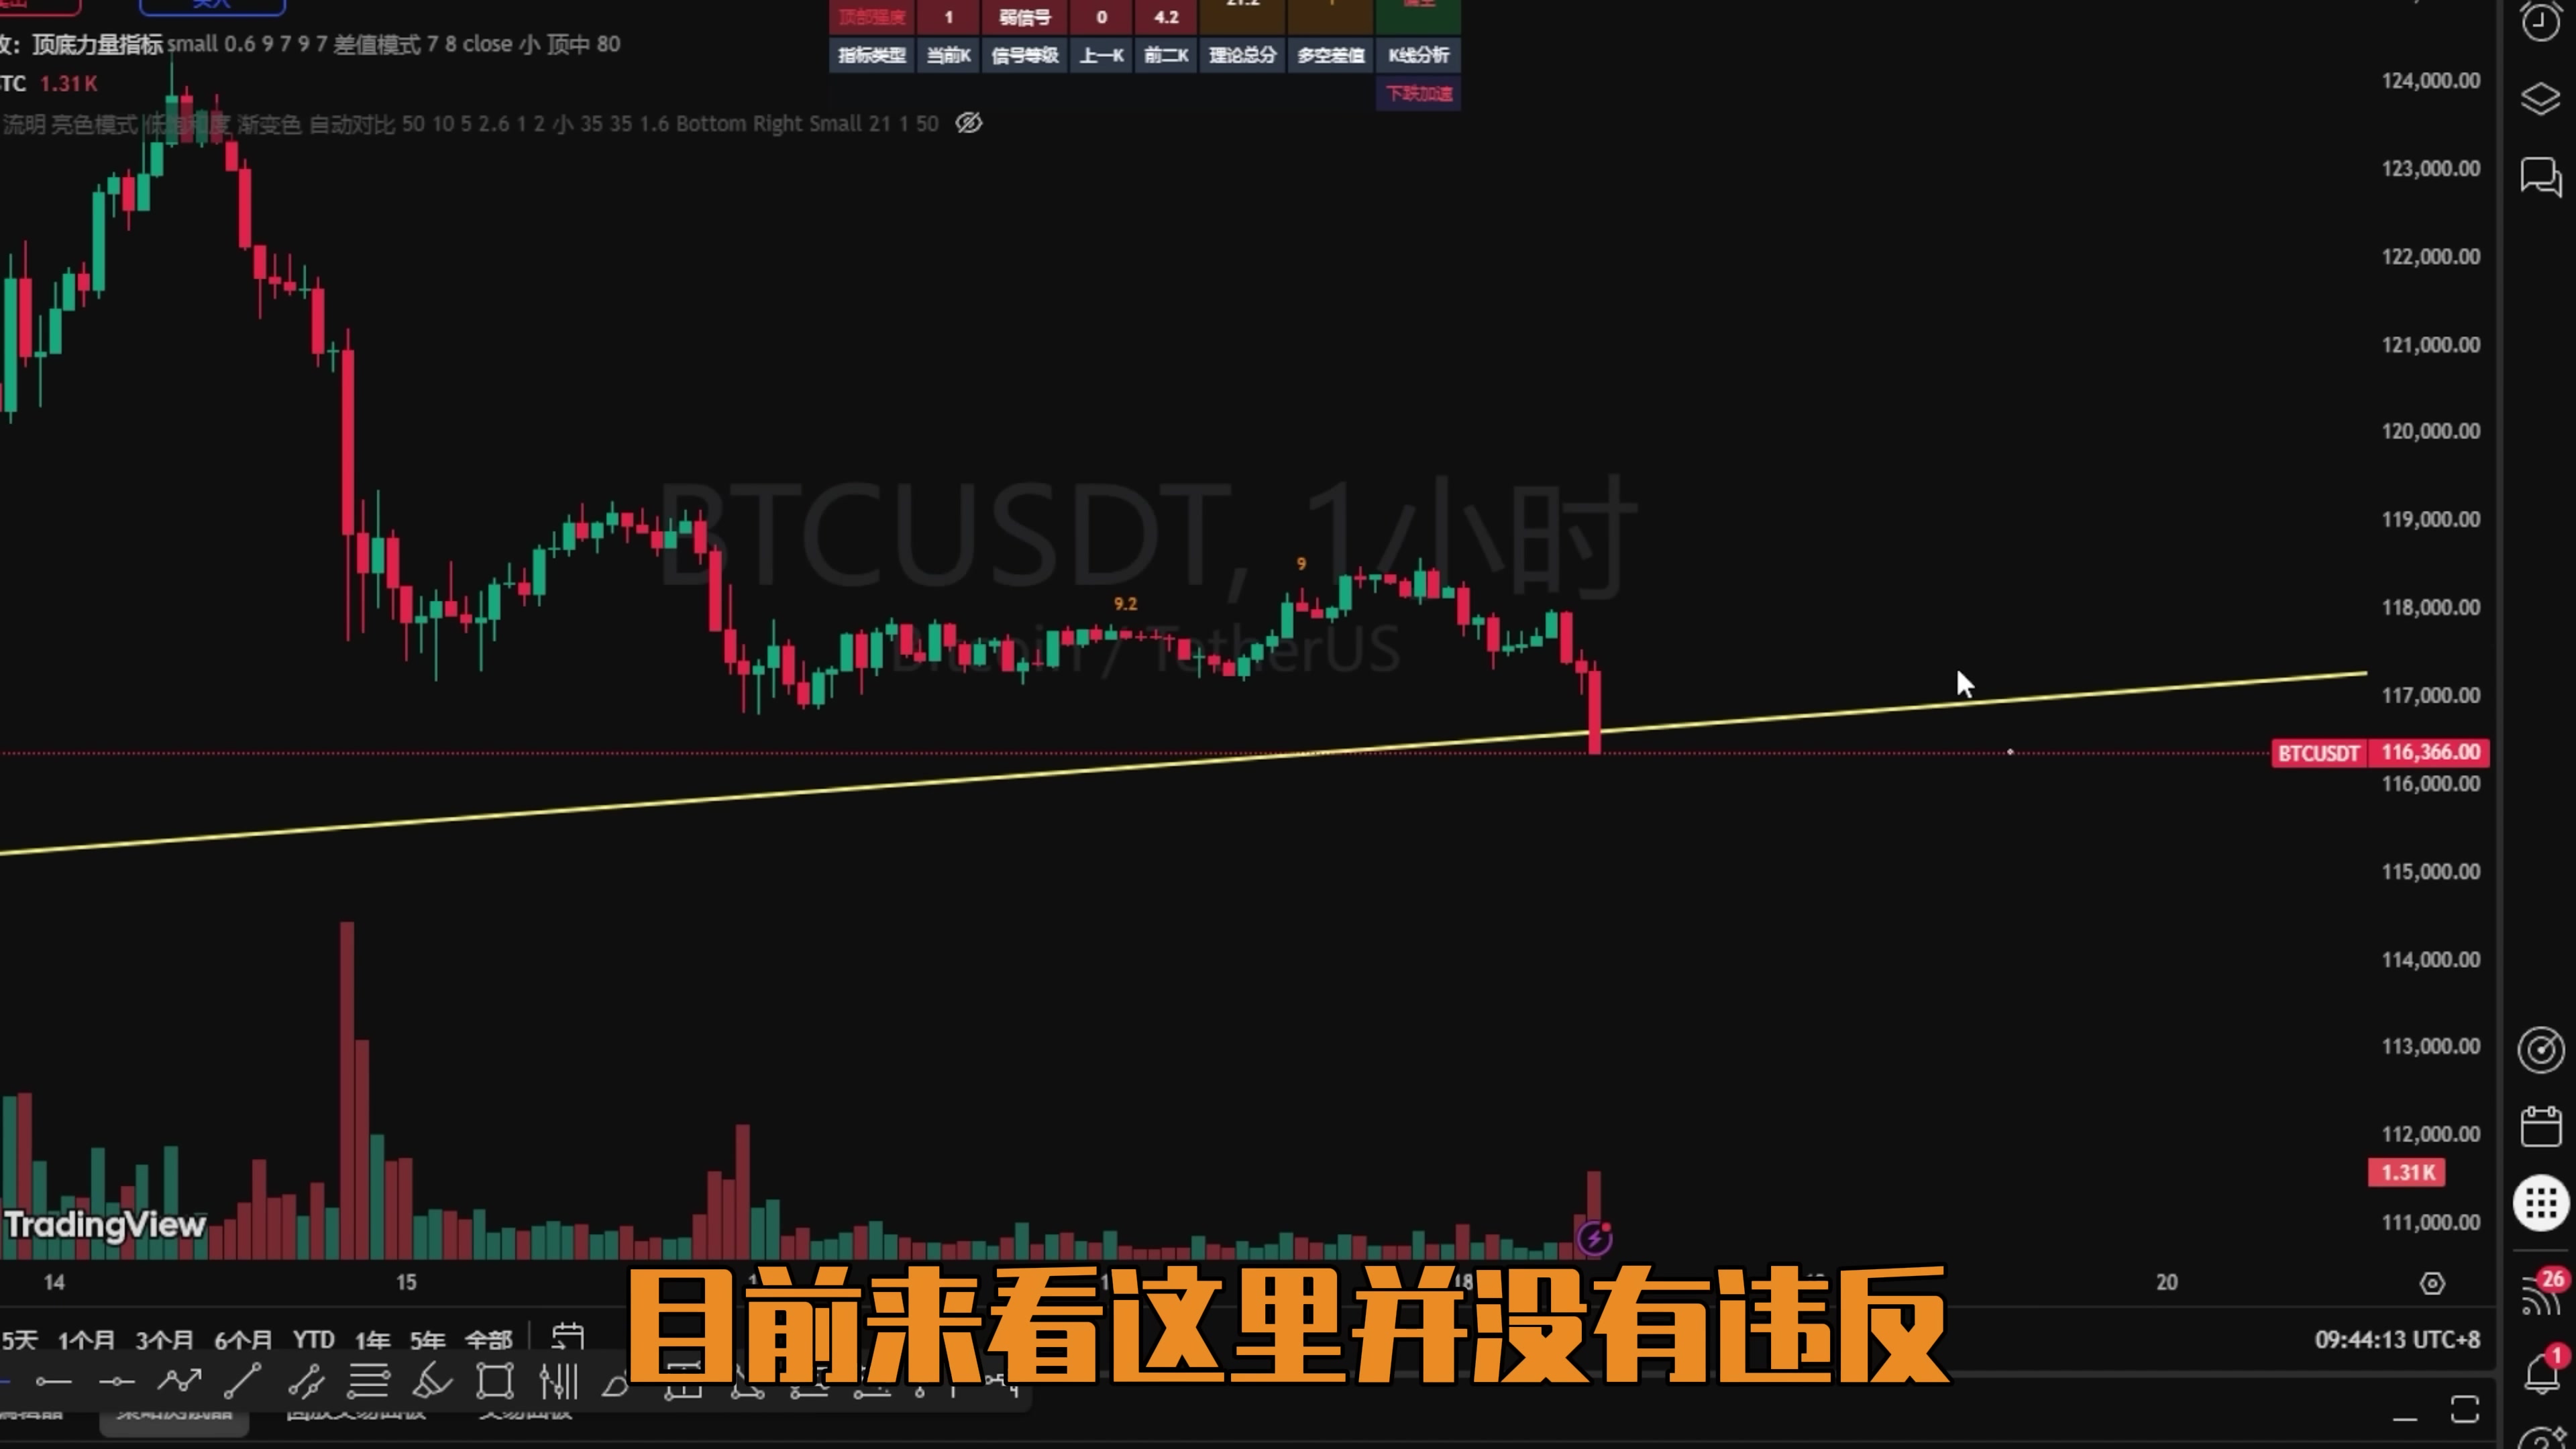 买入
顶部强度 1 弱信号 0 4.2
顶底力量指标 small 0.6 9 7 9 7 差值模式 7 8 close 小 顶中 80
指标类型 当前K 信号等级 上一K 前二K 理论总分 多空差值 K线分析
TC 1.31 K
下跌加速
流明 亮色模式 低饱和度 渐变色 自动对比 50 10 5 2.6 1 2 小 35 35 1.6 Bottom Right Small 21 1 50
124,000.00
123,000.00
122,000.00
121,000.00
120,000.00
119,000.00
118,000.00
117,000.00
BTCUSDT 116,366.00
116,000.00
115,000.00
114,000.00
113,000.00
112,000.00
1.31 K
111,000.00
BTCUSDT, 1小时
Bitcoin / TetherUS
9
9.2
TradingView
14 15 18 20
目前来看这里并没有违反
5天 1个月 3个月 6个月 YTD 1年 5年 全部
09:44:13 UTC+8
26
1